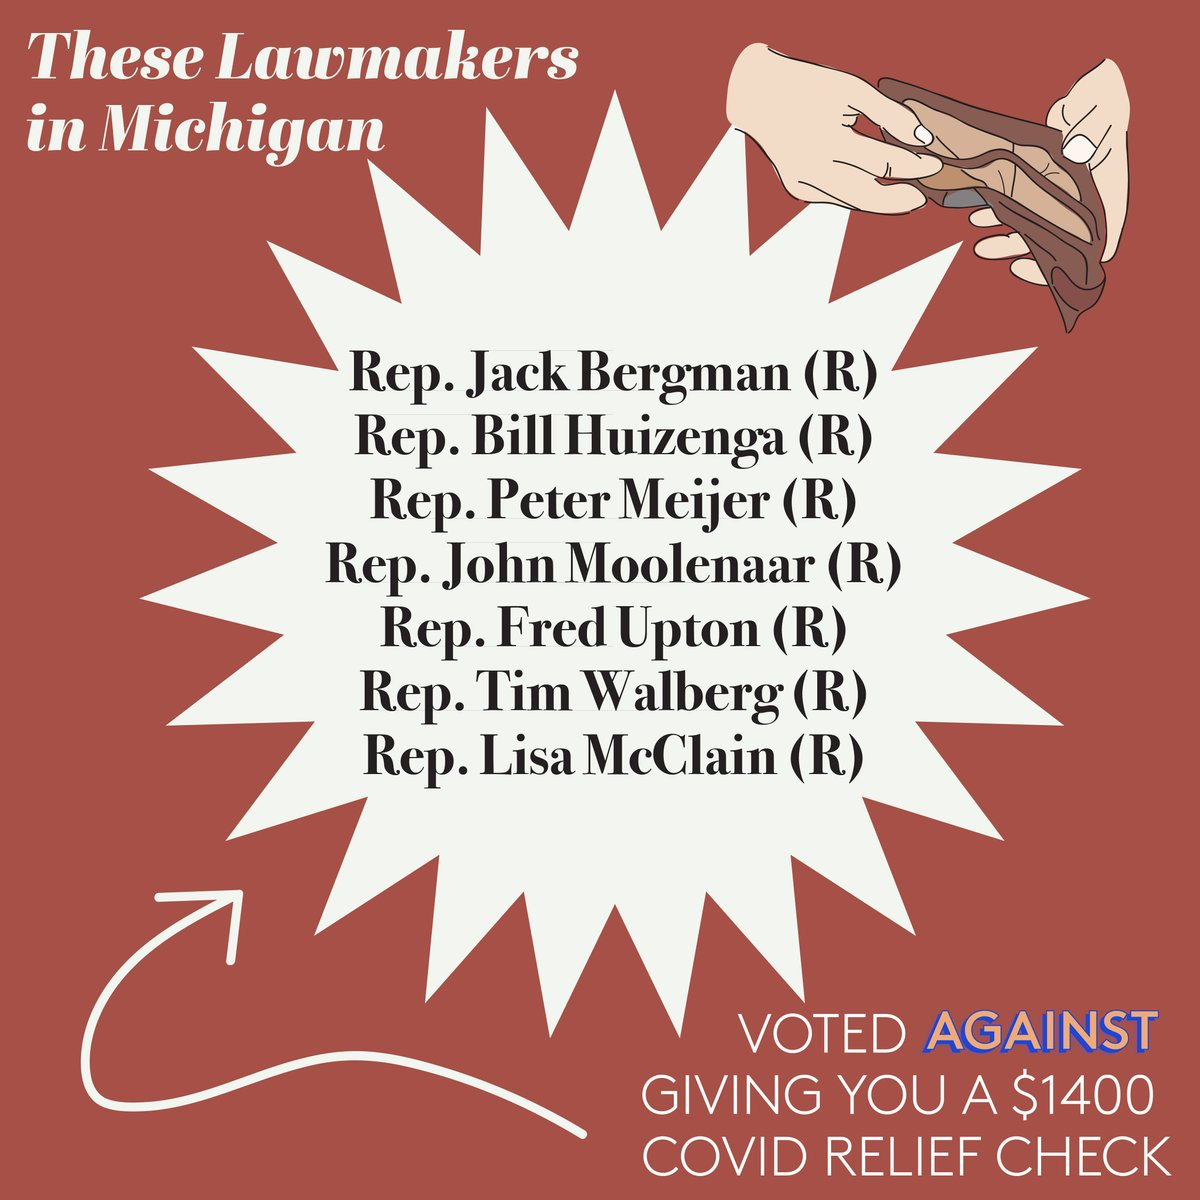 These Lawmakers
in Michigan
Rep. Jack Bergman (R)
Rep. Bill Huizenga (R)
Rep. Peter Meijer (R)
Rep. John Moolenaar (R)
Rep. Fred Upton (R)
Rep. Tim Walberg (R)
Rep. Lisa McClain (R)
VOTED AGAINST
GIVING YOU A $1400
COVID RELIEF CHECK